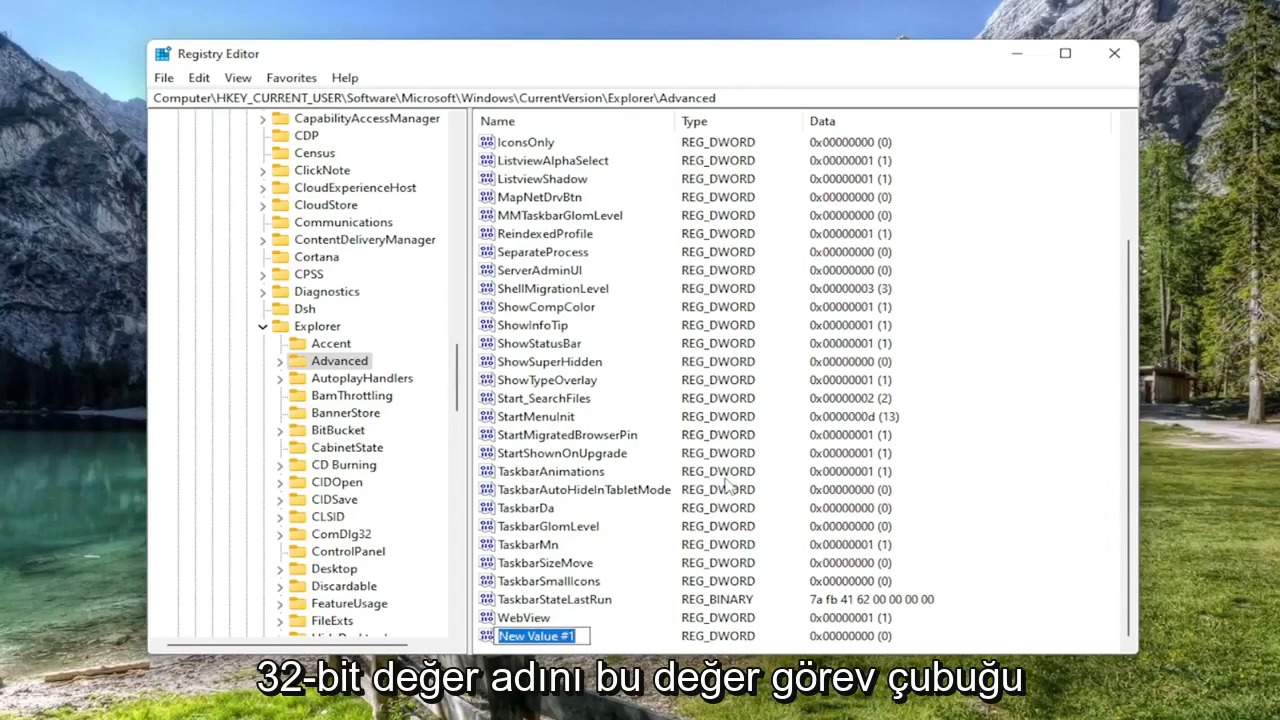 Registry Editor
File Edit View Favorites Help
Computer\HKEY_CURRENT_USER\Software\Microsoft\Windows\CurrentVersion\Explorer\Advanced
CapabilityAccessManager
CDP
Census
ClickNote
CloudExperienceHost
CloudStore
Communications
ContentDeliveryManager
Cortana
CPSS
Diagnostics
Dsh
Explorer
Accent
Advanced
AutoplayHandlers
BamThrottling
BannerStore
BitBucket
CabinetState
CD Burning
CIDOpen
CIDSave
CLSID
ComDlg32
ControlPanel
Desktop
Discardable
FeatureUsage
FileExts
Name Type Data
IconsOnly REG_DWORD 0x00000000 (0)
ListviewAlphaSelect REG_DWORD 0x00000001 (1)
ListviewShadow REG_DWORD 0x00000001 (1)
MapNetDrvBtn REG_DWORD 0x00000000 (0)
MMTaskbarGlomLevel REG_DWORD 0x00000000 (0)
ReindexedProfile REG_DWORD 0x00000001 (1)
SeparateProcess REG_DWORD 0x00000000 (0)
ServerAdminUI REG_DWORD 0x00000000 (0)
ShellMigrationLevel REG_DWORD 0x00000003 (3)
ShowCompColor REG_DWORD 0x00000001 (1)
ShowInfoTip REG_DWORD 0x00000001 (1)
ShowStatusBar REG_DWORD 0x00000001 (1)
ShowSuperHidden REG_DWORD 0x00000000 (0)
ShowTypeOverlay REG_DWORD 0x00000001 (1)
Start_SearchFiles REG_DWORD 0x00000002 (2)
StartMenuInit REG_DWORD 0x0000000d (13)
StartMigratedBrowserPin REG_DWORD 0x00000001 (1)
StartShownOnUpgrade REG_DWORD 0x00000001 (1)
TaskbarAnimations REG_DWORD 0x00000001 (1)
TaskbarAutoHideInTabletMode REG_DWORD 0x00000000 (0)
TaskbarDa REG_DWORD 0x00000000 (0)
TaskbarGlomLevel REG_DWORD 0x00000000 (0)
TaskbarMn REG_DWORD 0x00000001 (1)
TaskbarSizeMove REG_DWORD 0x00000000 (0)
TaskbarSmallIcons REG_DWORD 0x00000000 (0)
TaskbarStateLastRun REG_BINARY 7a fb 41 62 00 00 00 00
WebView REG_DWORD 0x00000001 (1)
New Value #1 REG_DWORD 0x00000000 (0)
32-bit değer adını bu değer görev çubuğu